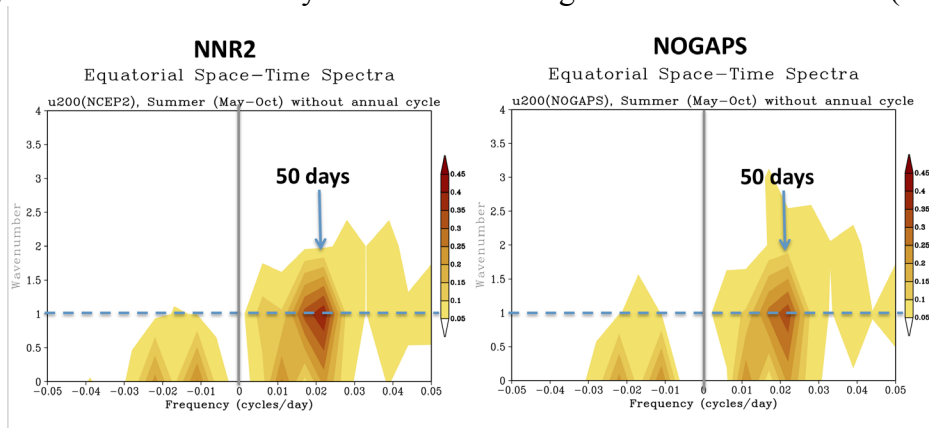 NNR2
Equatorial Space-Time Spectra
u200(NCEP2), Summer (May-Oct) without annual cycle
4
3.5
3
2.5
2
1.5
1
0.5
0
Wavenumber
50 days
0.45
0.4
0.35
0.3
0.25
0.2
0.15
0.1
0.05
-0.05 -0.04 -0.03 -0.02 -0.01 0 0.01 0.02 0.03 0.04 0.05
Frequency (cycles/day)
NOGAPS
Equatorial Space-Time Spectra
u200(NOGAPS), Summer (May-Oct) without annual cycle
4
3.5
3
2.5
2
1.5
1
0.5
0
Wavenumber
50 days
0.45
0.4
0.35
0.3
0.25
0.2
0.15
0.1
0.05
-0.05 -0.04 -0.03 -0.02 -0.01 0 0.01 0.02 0.03 0.04 0.05
Frequency (cycles/day)